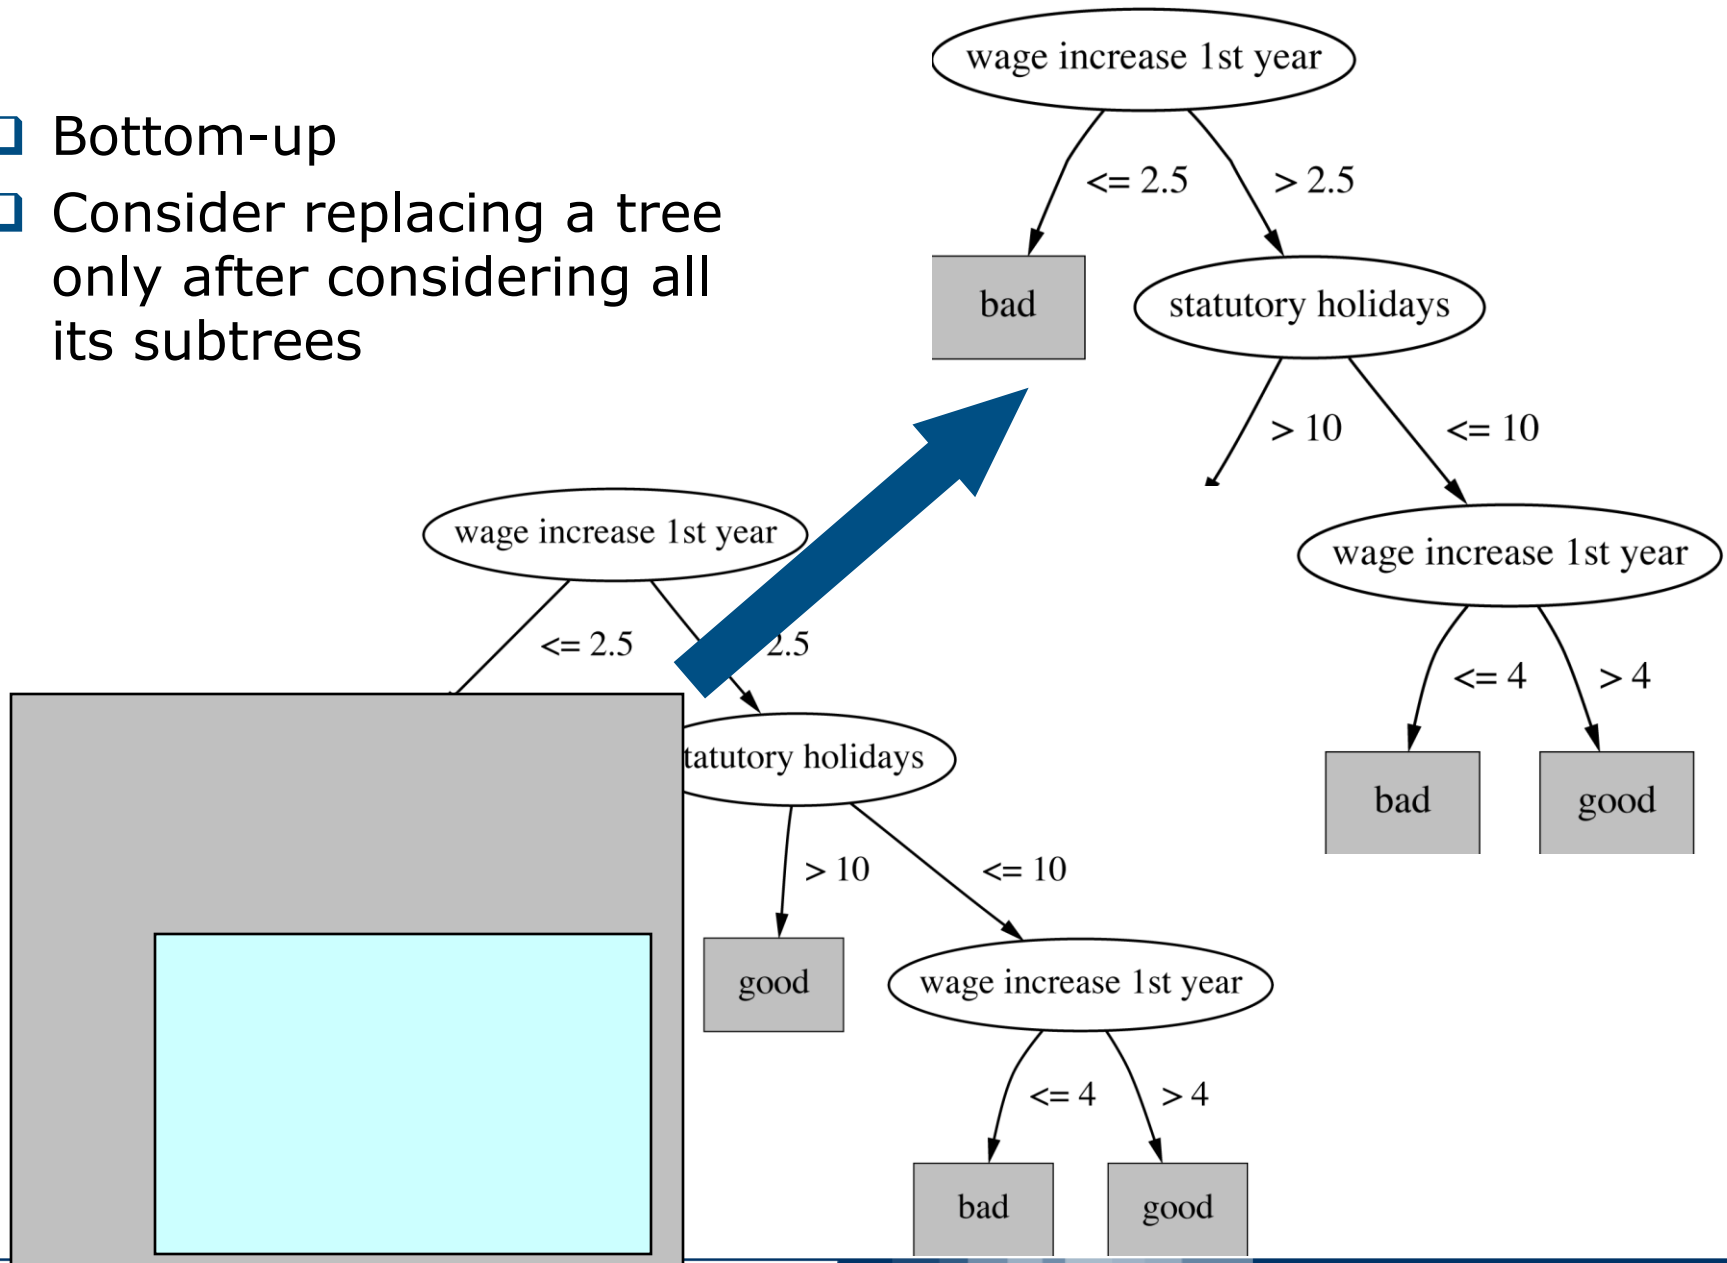 Bottom-up
Consider replacing a tree
only after considering all
its subtrees
wage increase 1st year
<= 2.5
> 2.5
bad
statutory holidays
> 10
<= 10
wage increase 1st year
<= 4
> 4
bad
good
wage increase 1st year
<= 2.5
2.5
tatutory holidays
> 10
<= 10
good
wage increase 1st year
<= 4
> 4
bad
good